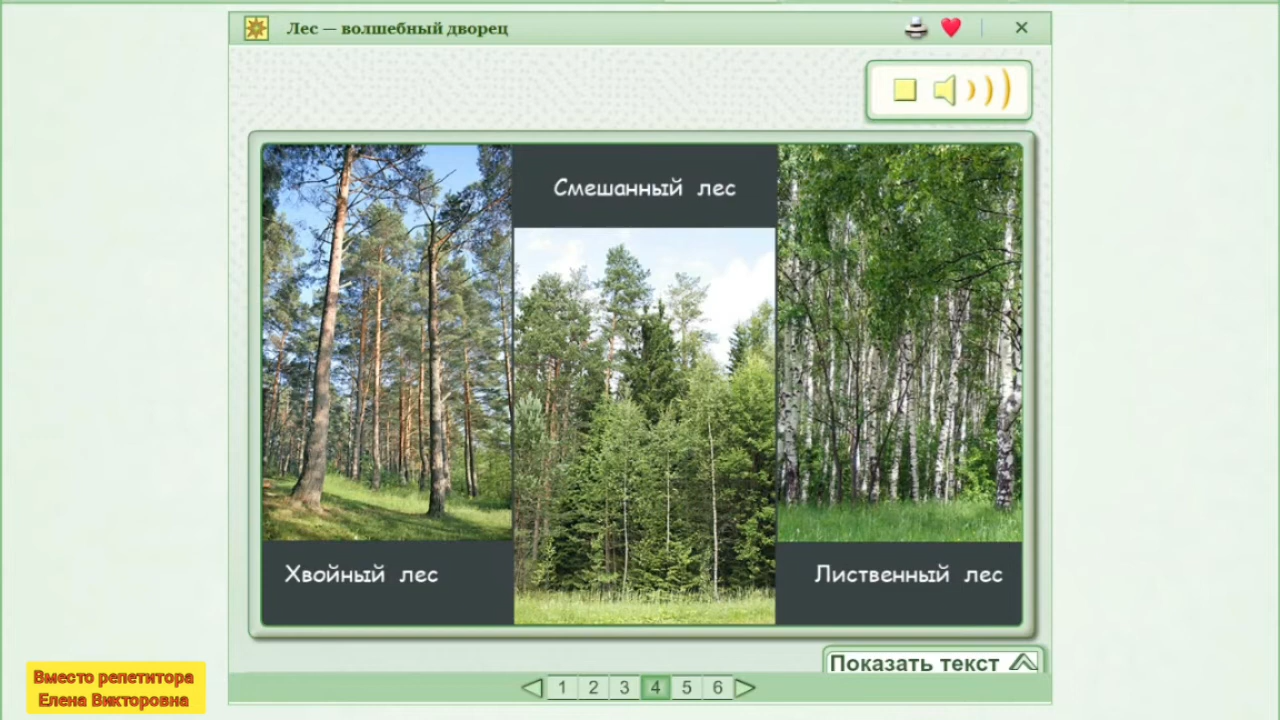 Лес — волшебный дворец
Смешанный лес
Хвойный лес
Лиственный лес
Показать текст
1 2 3 4 5 6
Вместо репетитора
Елена Викторовна